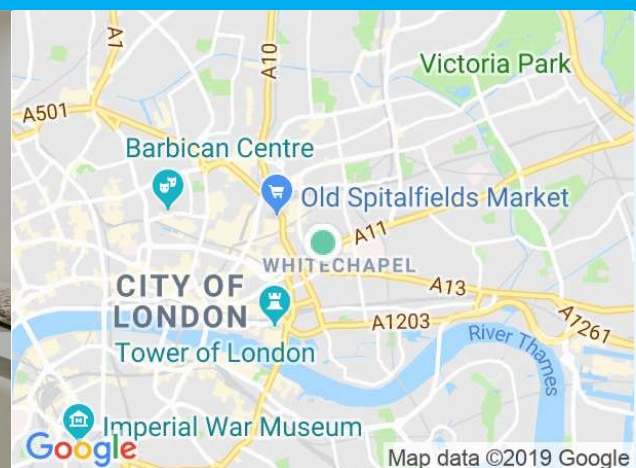 A1
A10
Victoria Park
A501
Barbican Centre
Old Spitalfields Market
A11
WHITECHAPEL
CITY OF
LONDON
A13
A1203
A1261
Tower of London
River Thames
Imperial War Museum
Google
Map data ©2019 Google